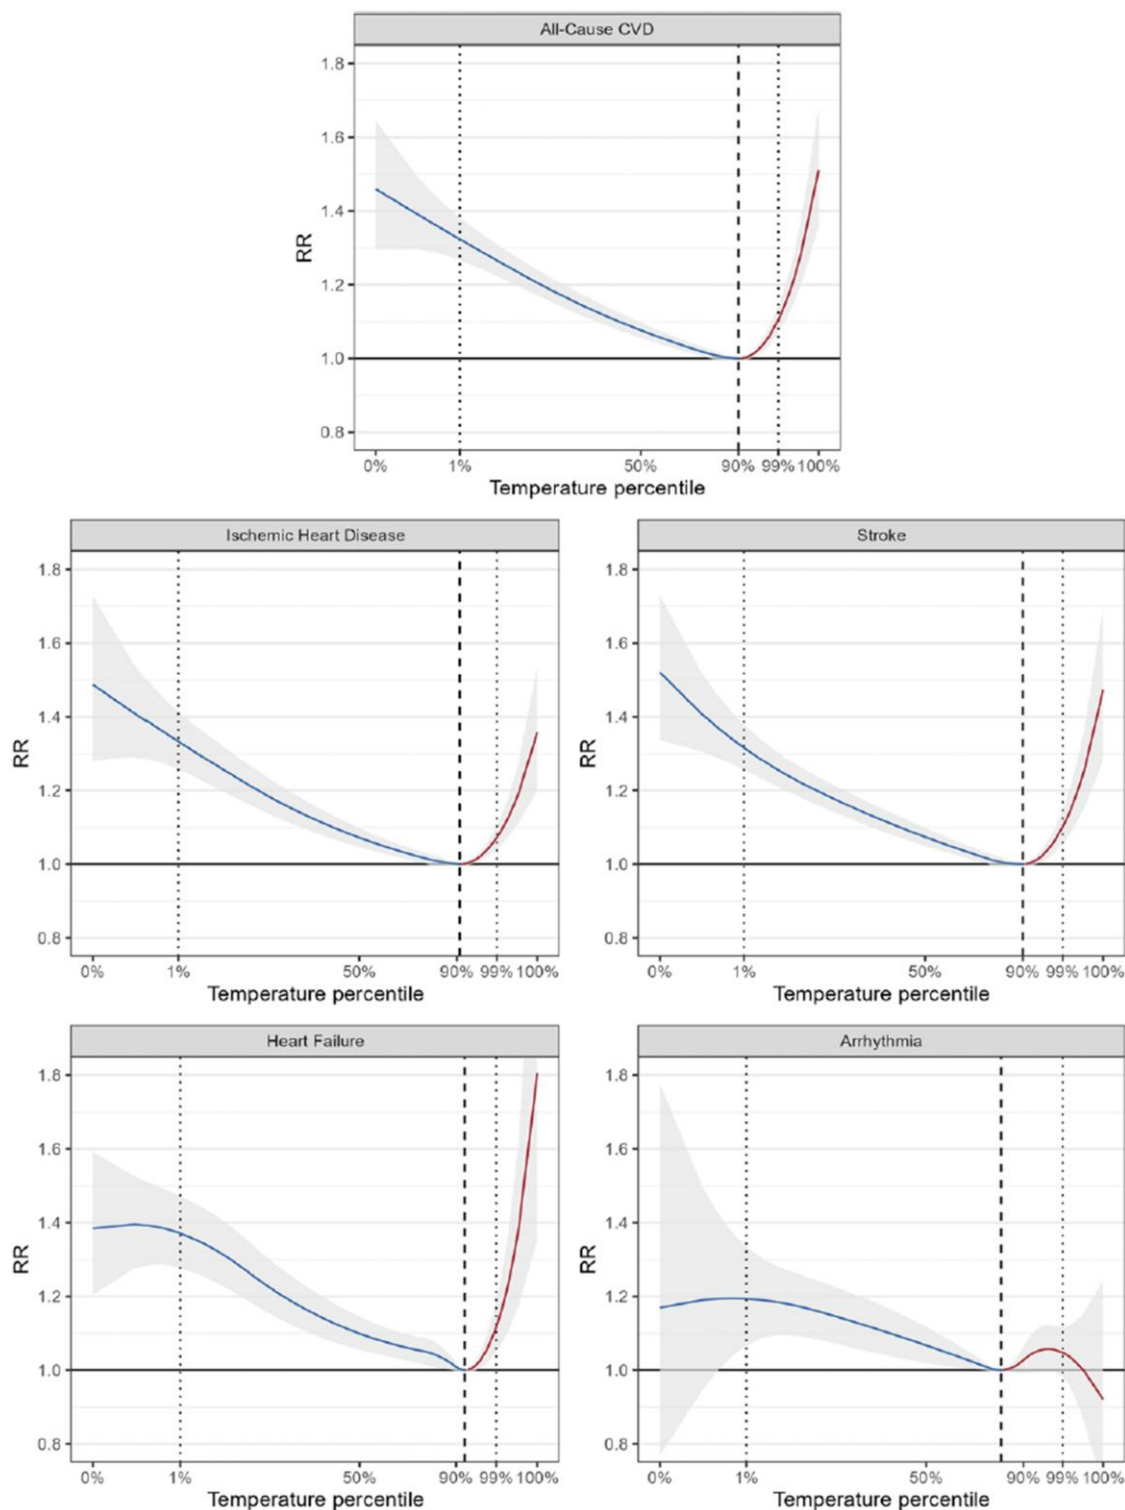 All-Cause CVD
1.8
1.6
1.4
1.2
1.0
0.8
RR
0% 1% 50% 90% 99% 100%
Temperature percentile
Ischemic Heart Disease
1.8
1.6
1.4
1.2
1.0
0.8
RR
0% 1% 50% 90% 99% 100%
Temperature percentile
Stroke
1.8
1.6
1.4
1.2
1.0
0.8
RR
0% 1% 50% 90% 99% 100%
Temperature percentile
Heart Failure
1.8
1.6
1.4
1.2
1.0
0.8
RR
0% 1% 50% 90% 99% 100%
Temperature percentile
Arrhythmia
1.8
1.6
1.4
1.2
1.0
0.8
RR
0% 1% 50% 90% 99% 100%
Temperature percentile